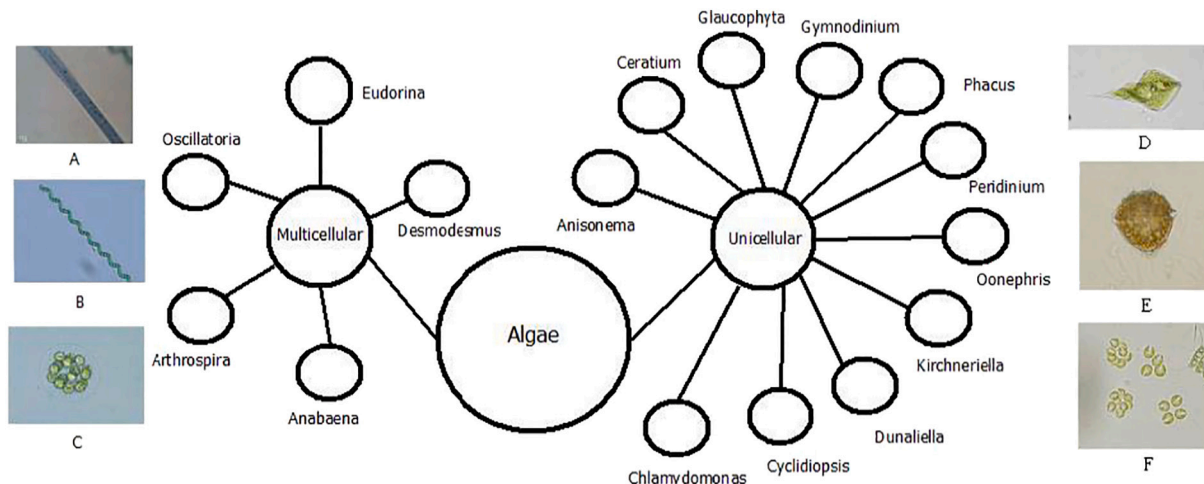 Glaucophyta
Gymnodinium
Ceratium
Phacus
Eudorina
Oscillatoria
A
D
Peridinium
Desmodesmus
Anisonema
Multicellular
Unicellular
Oonephris
B
E
Algae
Arthrospira
Kirchneriella
Anabaena
C
Dunaliella
Cyclidiopsis
Chlamydomonas
F